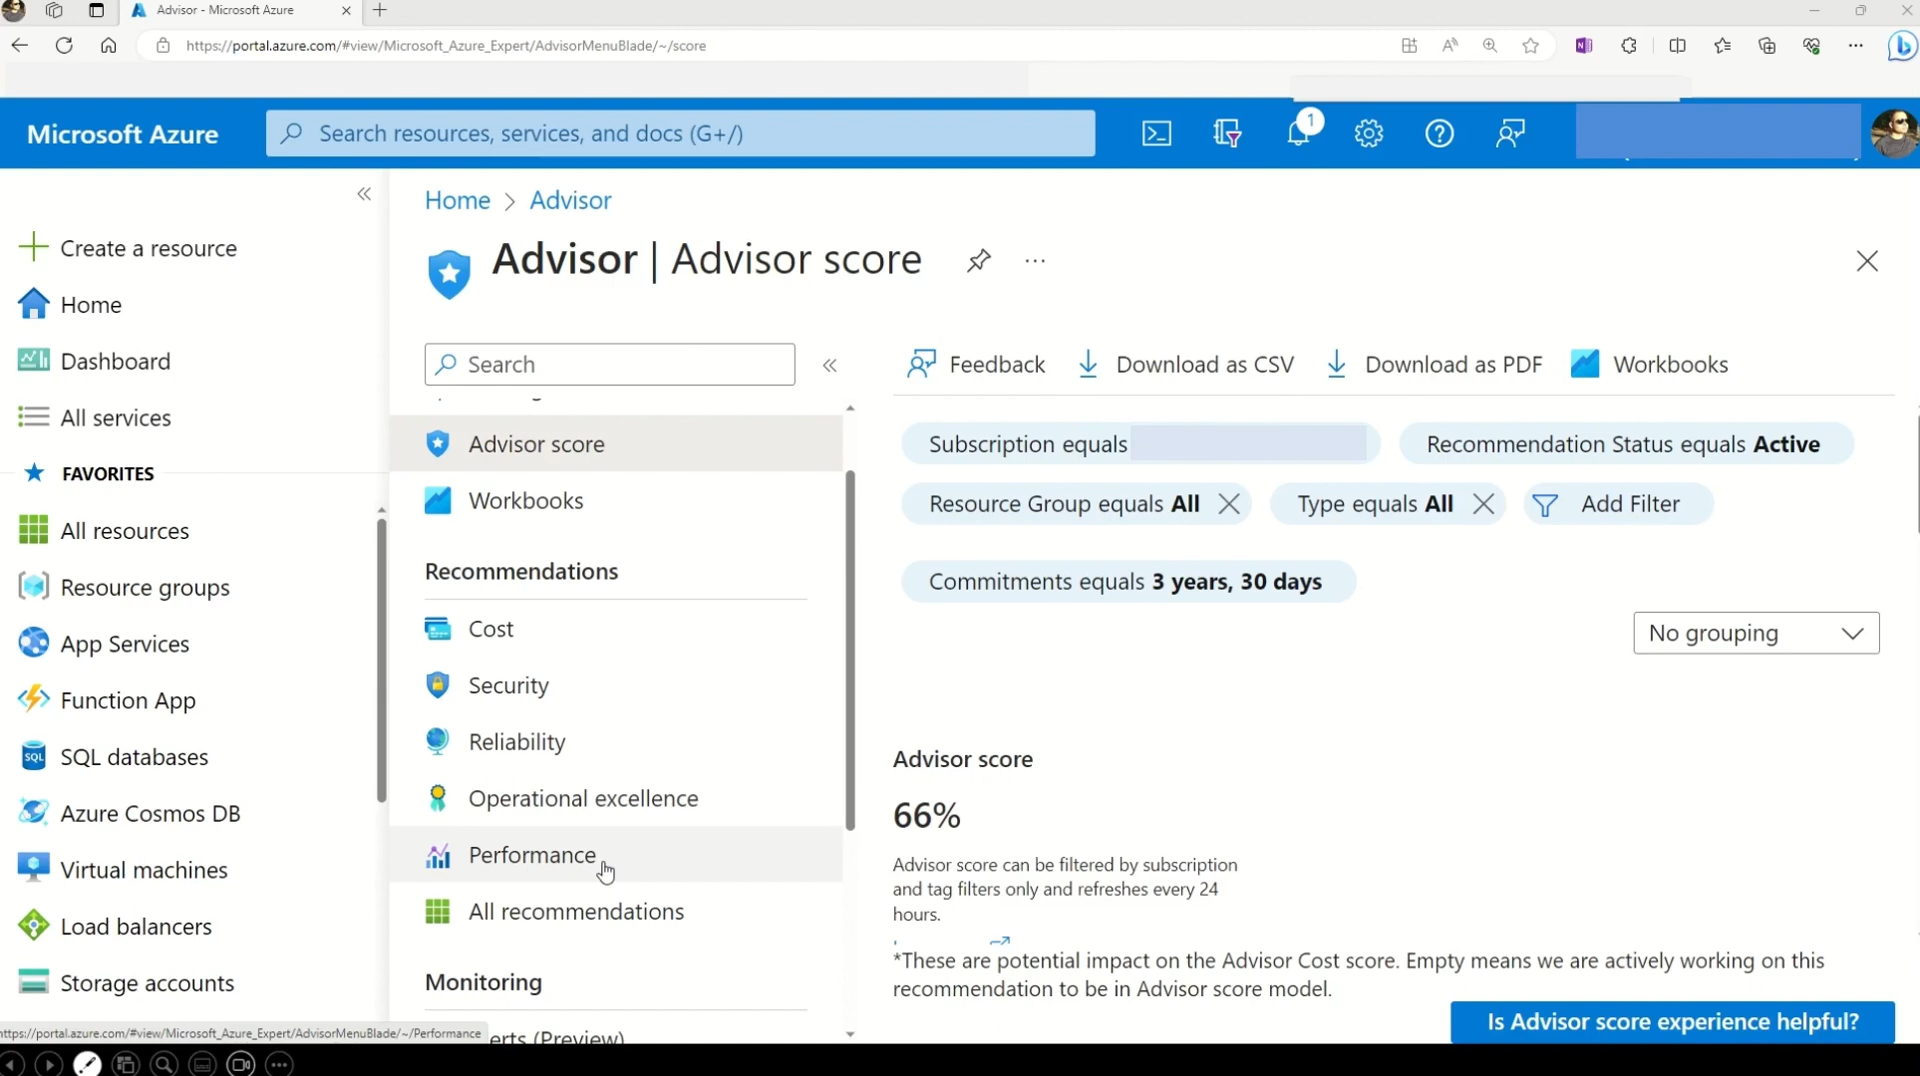 Advisor - Microsoft Azure
https://portal.azure.com/#view/Microsoft_Azure_Expert/AdvisorMenuBlade/~/score
Microsoft Azure
Search resources, services, and docs (G+/)
1
Create a resource
Home
Dashboard
All services
FAVORITES
All resources
Resource groups
App Services
Function App
SQL
SQL databases
Azure Cosmos DB
Virtual machines
Load balancers
Storage accounts
Home > Advisor
Advisor | Advisor score
Search
Advisor score
Workbooks
Recommendations
Cost
Security
Reliability
Operational excellence
Performance
All recommendations
Monitoring
Feedback
Download as CSV
Download as PDF
Workbooks
Subscription equals
Recommendation Status equals Active
Resource Group equals All
Type equals All
Add Filter
Commitments equals 3 years, 30 days
No grouping
Advisor score
66%
Advisor score can be filtered by subscription
and tag filters only and refreshes every 24
hours.
*These are potential impact on the Advisor Cost score. Empty means we are actively working on this
recommendation to be in Advisor score model.
Is Advisor score experience helpful?
ttps://portal.azure.com/#view/Microsoft_Azure_Expert/AdvisorMenuBlade/~/Performance
erts (Preview)